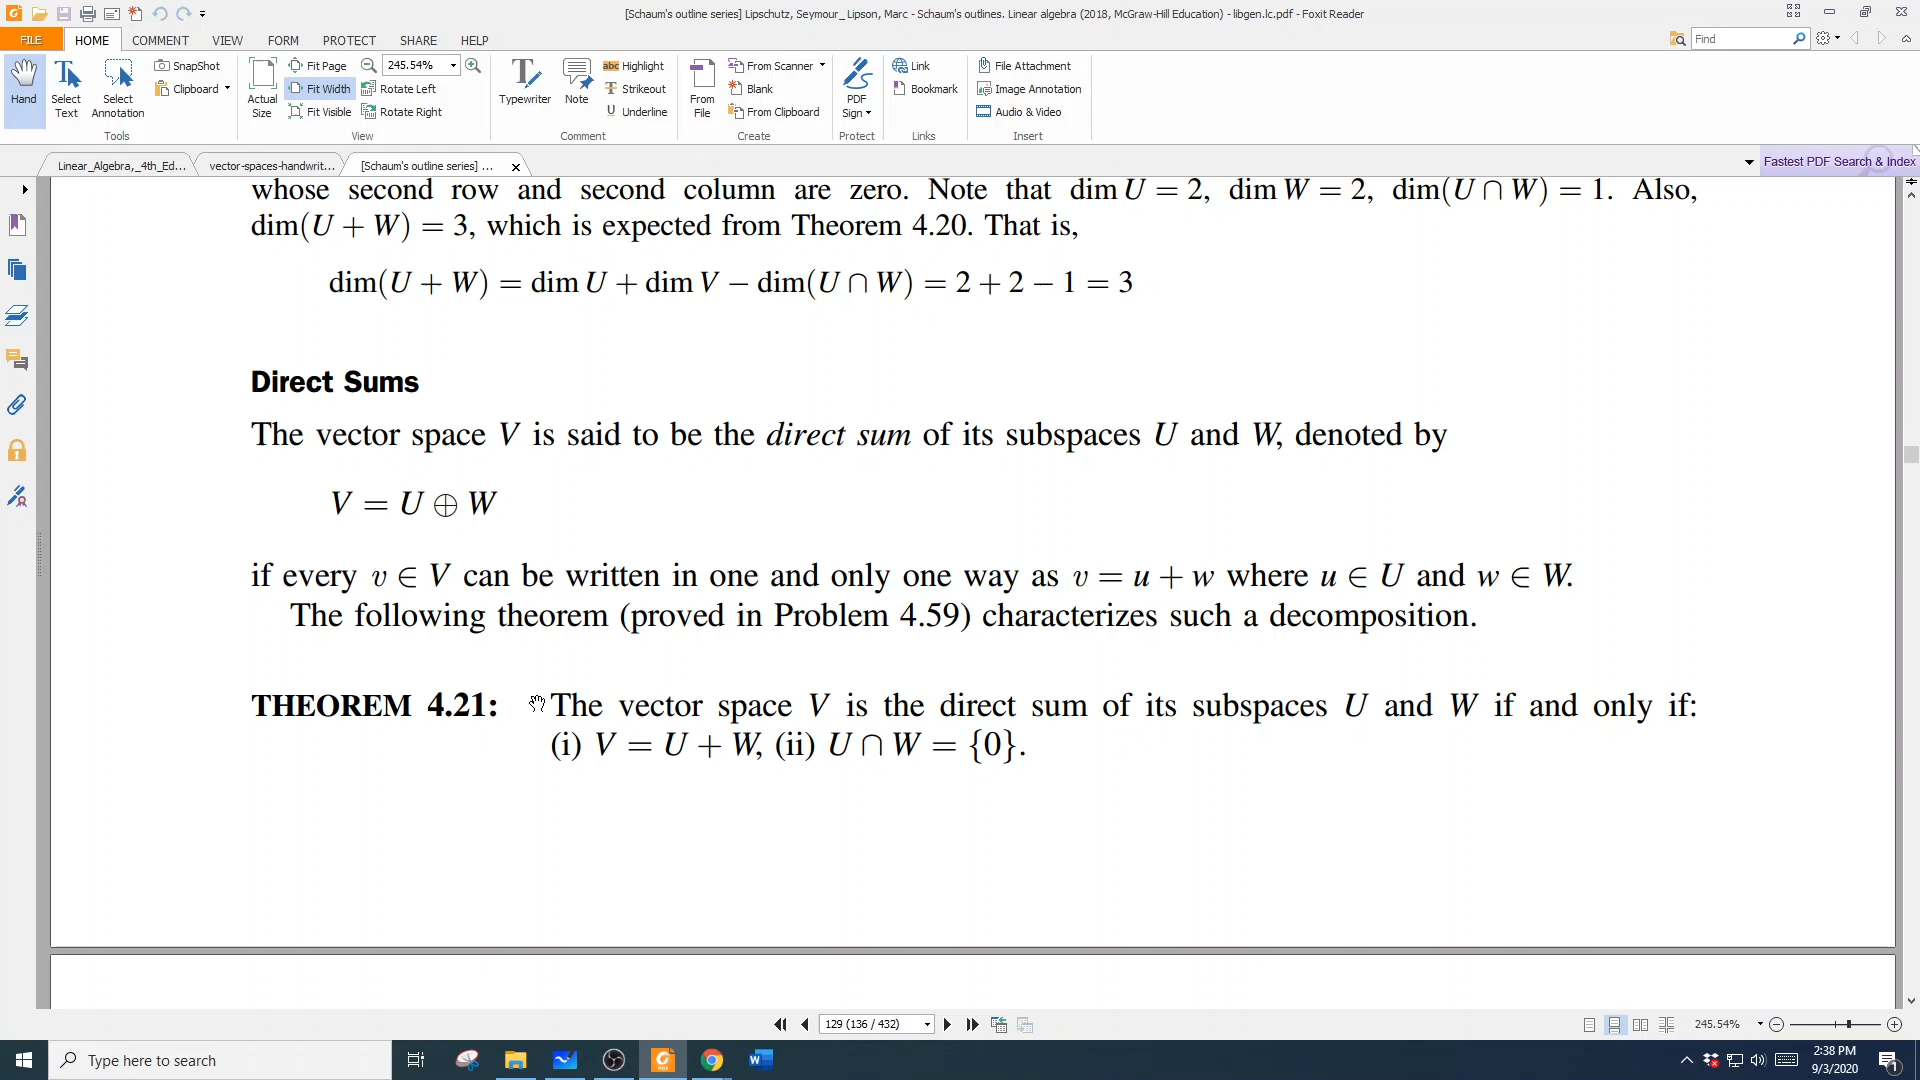 [Schaum's outline series] Lipschutz, Seymour_ Lipson, Marc - Schaum's outlines. Linear algebra (2018, McGraw-Hill Education) - libgen.lc.pdf - Foxit Reader
FILE HOME COMMENT VIEW FORM PROTECT SHARE HELP
Find
Hand
Select Text
Select Annotation
SnapShot
Clipboard
Tools
Actual Size
Fit Page
Fit Width
Fit Visible
245.54%
Rotate Left
Rotate Right
View
Typewriter
Note
Highlight
Strikeout
Underline
Comment
From File
From Scanner
Blank
From Clipboard
Create
PDF Sign
Protect
Link
Bookmark
Links
File Attachment
Image Annotation
Audio & Video
Insert
Linear_Algebra,_4th_Ed...
vector-spaces-handwrit...
[Schaum's outline series] ...
Fastest PDF Search & Index
whose second row and second column are zero. Note that dim U = 2, dim W = 2, dim(U ∩ W) = 1. Also,
dim(U + W) = 3, which is expected from Theorem 4.20. That is,
dim(U + W) = dim U + dim V − dim(U ∩ W) = 2 + 2 − 1 = 3
Direct Sums
The vector space V is said to be the direct sum of its subspaces U and W, denoted by
V = U ⊕ W
if every v ∈ V can be written in one and only one way as v = u + w where u ∈ U and w ∈ W.
The following theorem (proved in Problem 4.59) characterizes such a decomposition.
THEOREM 4.21: The vector space V is the direct sum of its subspaces U and W if and only if:
(i) V = U + W, (ii) U ∩ W = {0}.
129 (136 / 432)
245.54%
Type here to search
2:38 PM
9/3/2020